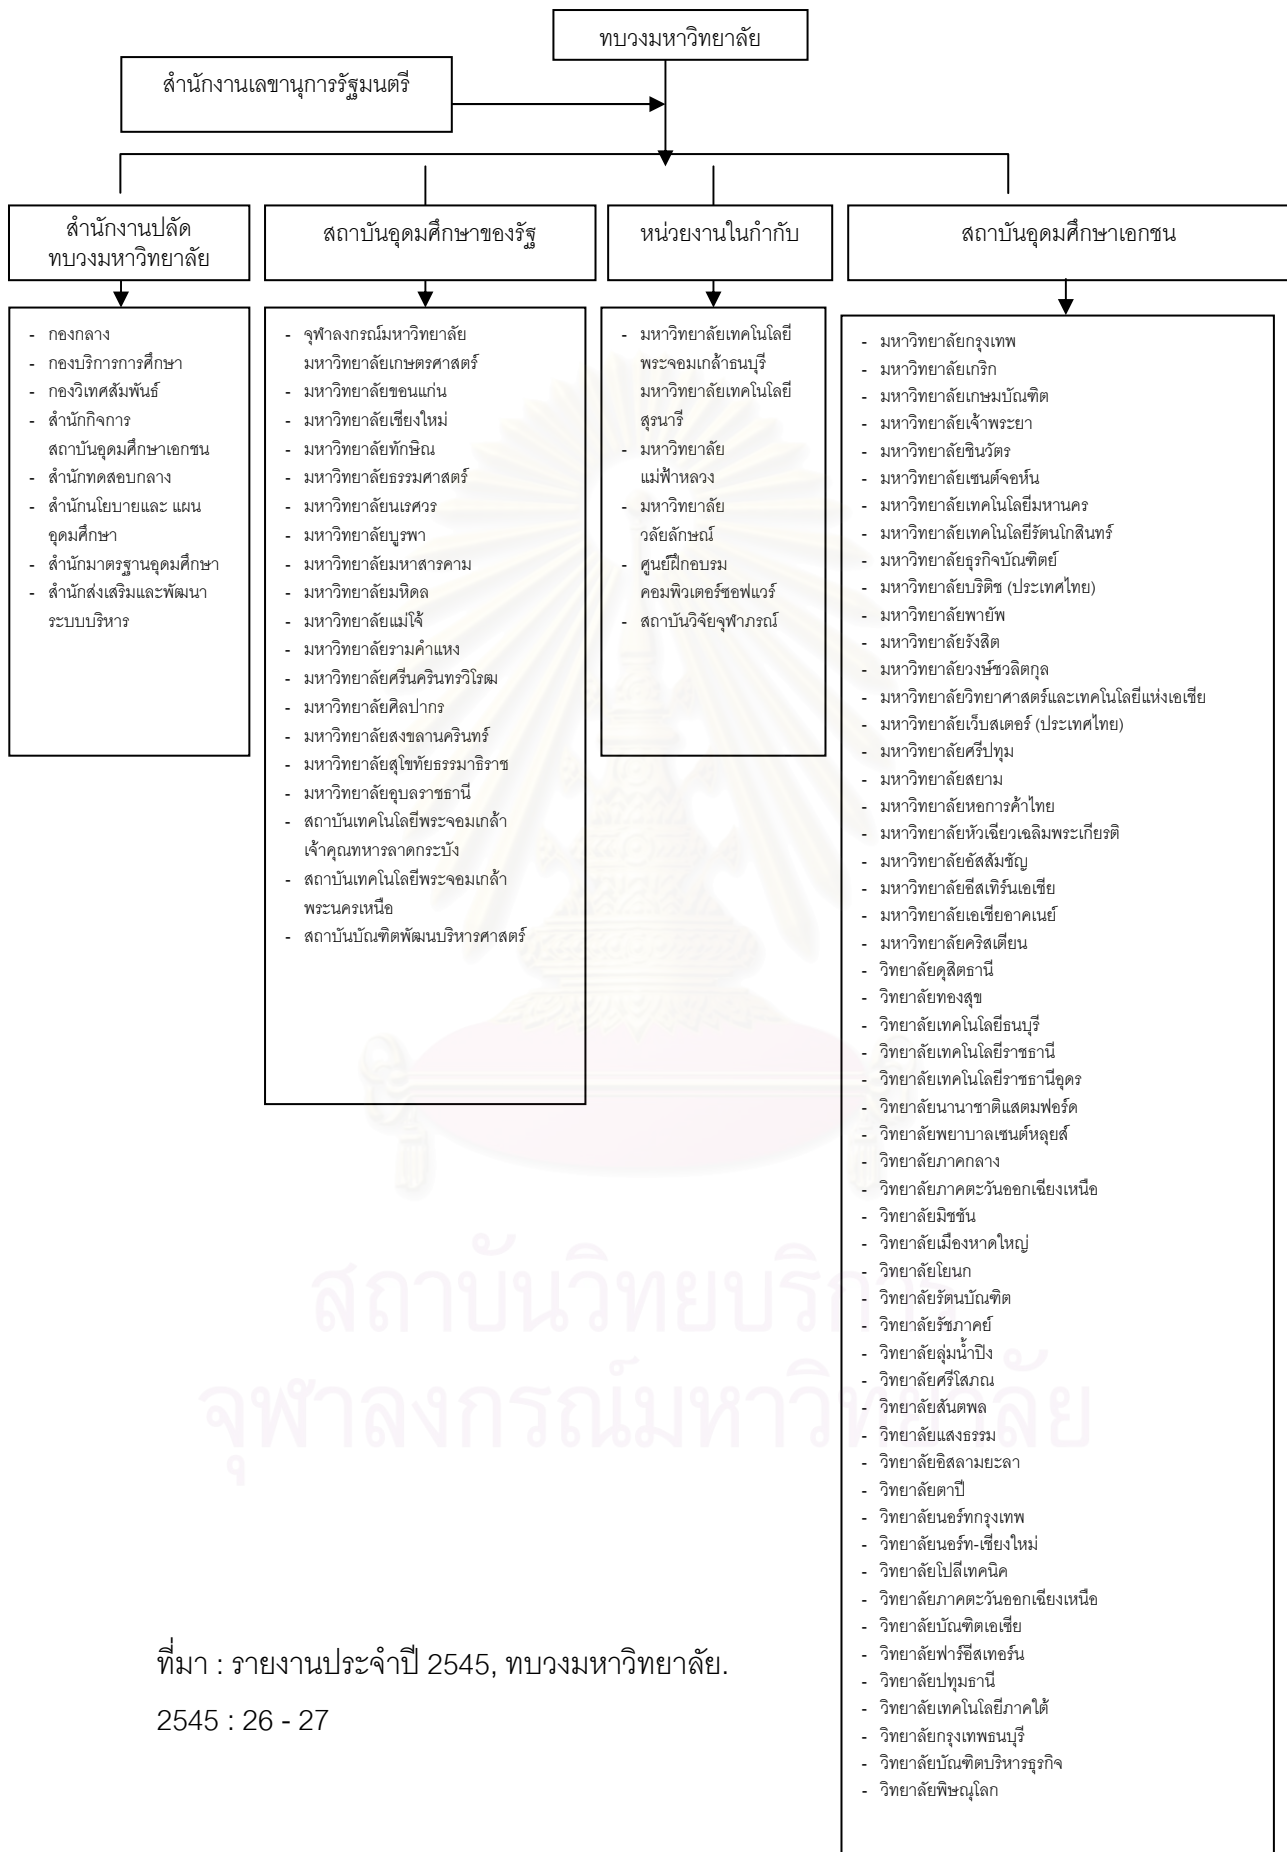 ทบวงมหาวิทยาลัย
สำนักงานเลขานุการรัฐมนตรี
สำนักงานปลัด
ทบวงมหาวิทยาลัย
- กองกลาง
- กองบริการการศึกษา
- กองวิเทศสัมพันธ์
- สำนักกิจการ
สถาบันอุดมศึกษาเอกชน
- สำนักทดสอบกลาง
- สำนักนโยบายและ แผน
อุดมศึกษา
- สำนักมาตรฐานอุดมศึกษา
- สำนักส่งเสริมและพัฒนา
ระบบบริหาร
สถาบันอุดมศึกษาของรัฐ
- จุฬาลงกรณ์มหาวิทยาลัย
มหาวิทยาลัยเกษตรศาสตร์
- มหาวิทยาลัยขอนแก่น
- มหาวิทยาลัยเชียงใหม่
- มหาวิทยาลัยทักษิณ
- มหาวิทยาลัยธรรมศาสตร์
- มหาวิทยาลัยนเรศวร
- มหาวิทยาลัยบูรพา
- มหาวิทยาลัยมหาสารคาม
- มหาวิทยาลัยมหิดล
- มหาวิทยาลัยแม่โจ้
- มหาวิทยาลัยรามคำแหง
- มหาวิทยาลัยศรีนครินทรวิโรฒ
- มหาวิทยาลัยศิลปากร
- มหาวิทยาลัยสงขลานครินทร์
- มหาวิทยาลัยสุโขทัยธรรมาธิราช
- มหาวิทยาลัยอุบลราชธานี
- สถาบันเทคโนโลยีพระจอมเกล้า
เจ้าคุณทหารลาดกระบัง
- สถาบันเทคโนโลยีพระจอมเกล้า
พระนครเหนือ
- สถาบันบัณฑิตพัฒนบริหารศาสตร์
หน่วยงานในกำกับ
- มหาวิทยาลัยเทคโนโลยี
พระจอมเกล้าธนบุรี
มหาวิทยาลัยเทคโนโลยี
สุรนารี
- มหาวิทยาลัย
แม่ฟ้าหลวง
- มหาวิทยาลัย
วลัยลักษณ์
- ศูนย์ฝึกอบรม
คอมพิวเตอร์ซอฟแวร์
- สถาบันวิจัยจุฬาภรณ์
สถาบันอุดมศึกษาเอกชน
- มหาวิทยาลัยกรุงเทพ
- มหาวิทยาลัยเกริก
- มหาวิทยาลัยเกษมบัณฑิต
- มหาวิทยาลัยเจ้าพระยา
- มหาวิทยาลัยชินวัตร
- มหาวิทยาลัยเซนต์จอห์น
- มหาวิทยาลัยเทคโนโลยีมหานคร
- มหาวิทยาลัยเทคโนโลยีรัตนโกสินทร์
- มหาวิทยาลัยธุรกิจบัณฑิตย์
- มหาวิทยาลัยบริติช (ประเทศไทย)
- มหาวิทยาลัยพายัพ
- มหาวิทยาลัยรังสิต
- มหาวิทยาลัยวงษ์ชวลิตกุล
- มหาวิทยาลัยวิทยาศาสตร์และเทคโนโลยีแห่งเอเชีย
- มหาวิทยาลัยเว็บสเตอร์ (ประเทศไทย)
- มหาวิทยาลัยศรีปทุม
- มหาวิทยาลัยสยาม
- มหาวิทยาลัยหอการค้าไทย
- มหาวิทยาลัยหัวเฉียวเฉลิมพระเกียรติ
- มหาวิทยาลัยอัสสัมชัญ
- มหาวิทยาลัยอีสเทิร์นเอเชีย
- มหาวิทยาลัยเอเชียอาคเนย์
- มหาวิทยาลัยคริสเตียน
- วิทยาลัยดุสิตธานี
- วิทยาลัยทองสุข
- วิทยาลัยเทคโนโลยีธนบุรี
- วิทยาลัยเทคโนโลยีราชธานี
- วิทยาลัยเทคโนโลยีราชธานีอุดร
- วิทยาลัยนานาชาติแสตมฟอร์ด
- วิทยาลัยพยาบาลเซนต์หลุยส์
- วิทยาลัยภาคกลาง
- วิทยาลัยภาคตะวันออกเฉียงเหนือ
- วิทยาลัยมิชชัน
- วิทยาลัยเมืองหาดใหญ่
- วิทยาลัยโยนก
- วิทยาลัยรัตนบัณฑิต
- วิทยาลัยรัชภาคย์
- วิทยาลัยลุ่มน้ำปิง
- วิทยาลัยศรีโสภณ
- วิทยาลัยสันตพล
- วิทยาลัยแสงธรรม
- วิทยาลัยอิสลามยะลา
- วิทยาลัยตาปี
- วิทยาลัยนอร์ทกรุงเทพ
- วิทยาลัยนอร์ท-เชียงใหม่
- วิทยาลัยโปลีเทคนิค
- วิทยาลัยภาคตะวันออกเฉียงเหนือ
- วิทยาลัยบัณฑิตเอเซีย
- วิทยาลัยฟาร์อีสเทอร์น
- วิทยาลัยปทุมธานี
- วิทยาลัยเทคโนโลยีภาคใต้
- วิทยาลัยกรุงเทพธนบุรี
- วิทยาลัยบัณฑิตบริหารธุรกิจ
- วิทยาลัยพิษณุโลก
สถาบันวิทยบริการ
จุฬาลงกรณ์มหาวิทยาลัย
ที่มา : รายงานประจำปี 2545, ทบวงมหาวิทยาลัย.
2545 : 26 - 27